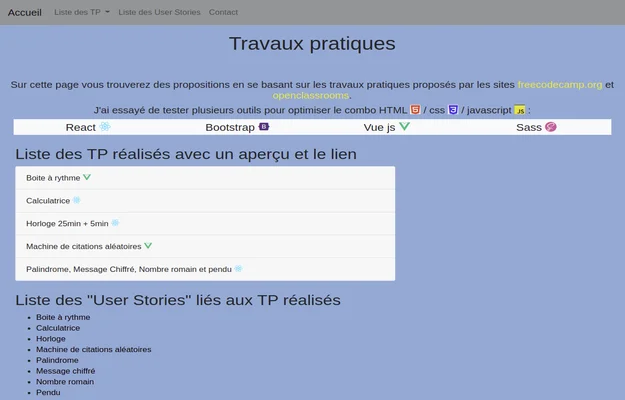 Accueil Liste des TP Liste des User Stories Contact
Travaux pratiques
Sur cette page vous trouverez des propositions en se basant sur les travaux pratiques proposés par les sites freecodecamp.org et
openclassrooms.
J'ai essayé de tester plusieurs outils pour optimiser le combo HTML / css / javascript :
React Bootstrap Vue js Sass
Liste des TP réalisés avec un aperçu et le lien
Boite à rythme
Calculatrice
Horloge 25min + 5min
Machine de citations aléatoires
Palindrome, Message Chiffré, Nombre romain et pendu
Liste des "User Stories" liés aux TP réalisés
Boite à rythme
Calculatrice
Horloge
Machine de citations aléatoires
Palindrome
Message chiffré
Nombre romain
Pendu